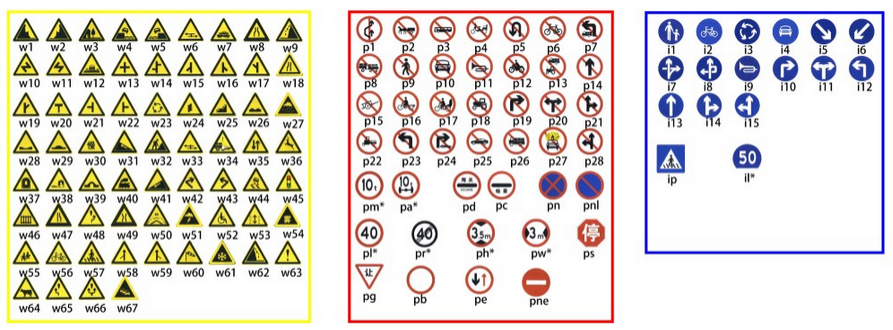 w1 w2 w3 w4 w5 w6 w7 w8 w9
w10 w11 w12 w13 w14 w15 w16 w17 w18
w19 w20 w21 w22 w23 w24 w25 w26 w27
w28 w29 w30 w31 w32 w33 w34 w35 w36
w37 w38 w39 w40 w41 w42 w43 w44 w45
w46 w47 w48 w49 w50 w51 w52 w53 w54
w55 w56 w57 w58 w59 w60 w61 w62 w63
w64 w65 w66 w67
p1 p2 p3 p4 p5 p6 p7
p8 p9 p10 p11 p12 p13 p14
p15 p16 p17 p18 p19 p20 p21
p22 p23 p24 p25 p26 p27 p28
10t 10
pm* pa* pd pc pn pnl
40 40 3.5m 3m 停
pl* pr* ph* pw* ps
让
pg pb pe pne
i1 i2 i3 i4 i5 i6
i7 i8 i9 i10 i11 i12
i13 i14 i15
50
ip il*